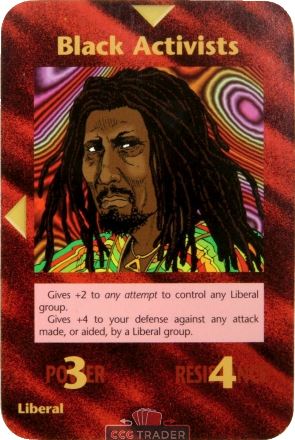 Black Activists
Gives +2 to any attempt to control any Liberal
group.
Gives +4 to your defense against any attack
made, or aided, by a Liberal group.
3 4
Liberal
CCG TRADER